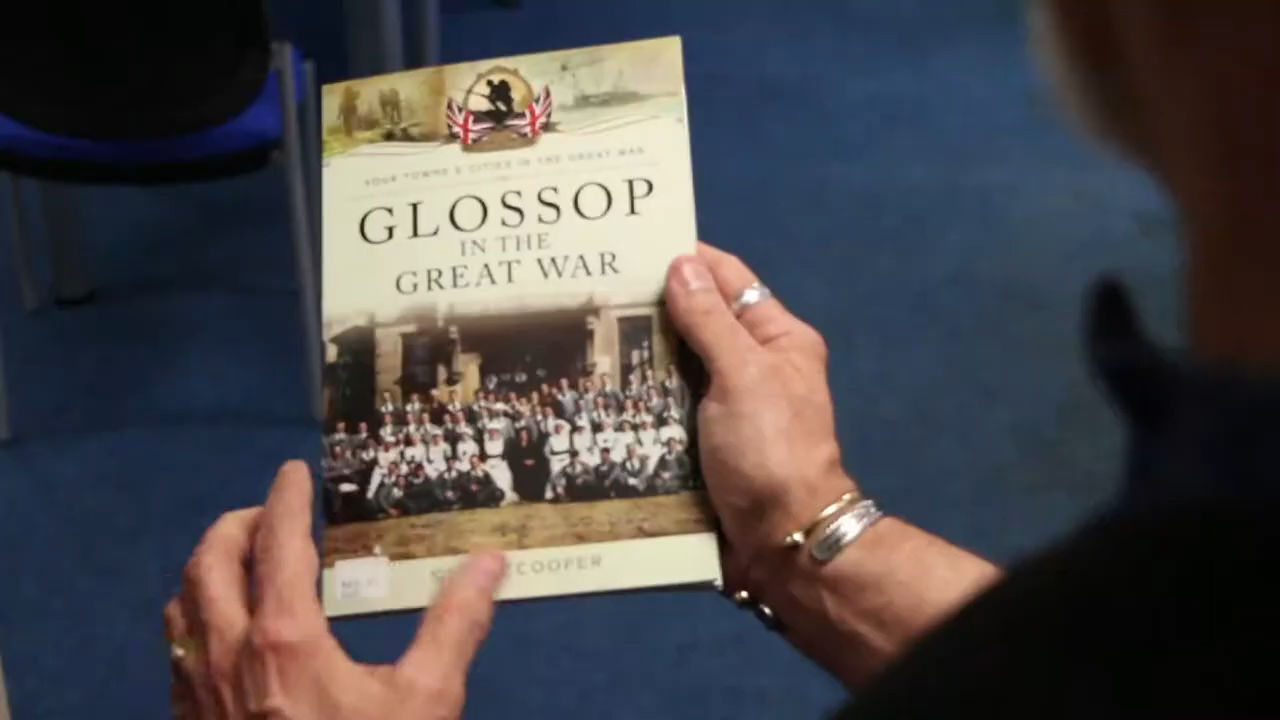 YOUR TOWNS & CITIES IN THE GREAT WAR
GLOSSOP
IN THE
GREAT WAR
COOPER